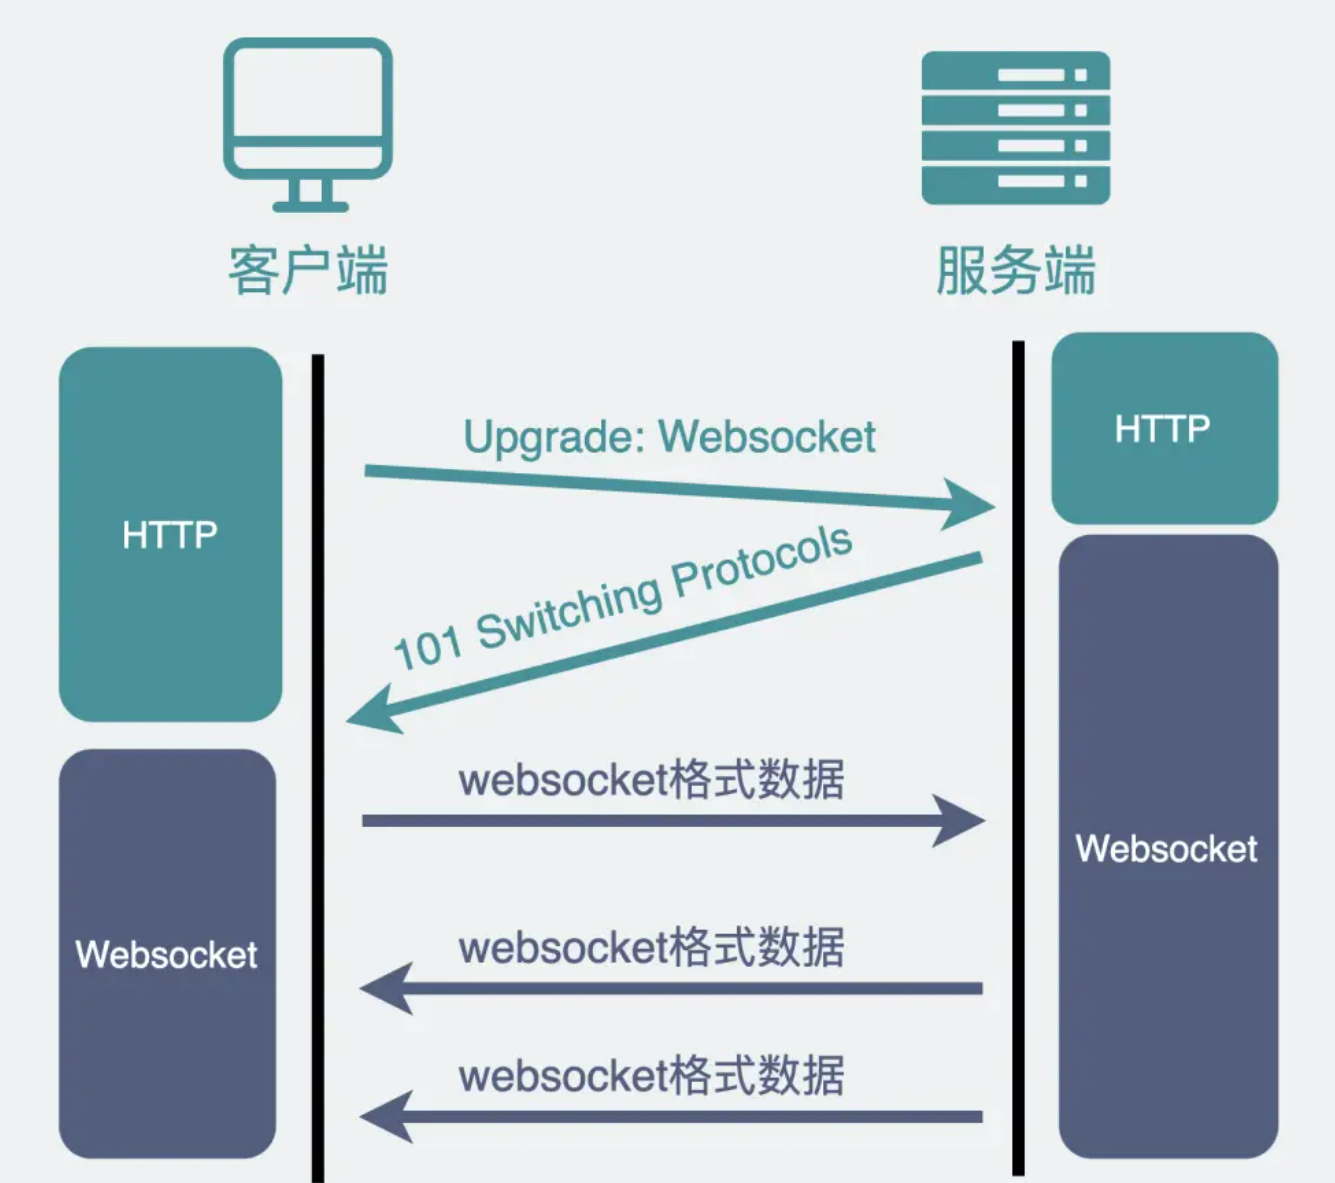 客户端
服务端
HTTP
Upgrade: Websocket
HTTP
101 Switching Protocols
websocket格式数据
Websocket
Websocket
websocket格式数据
websocket格式数据